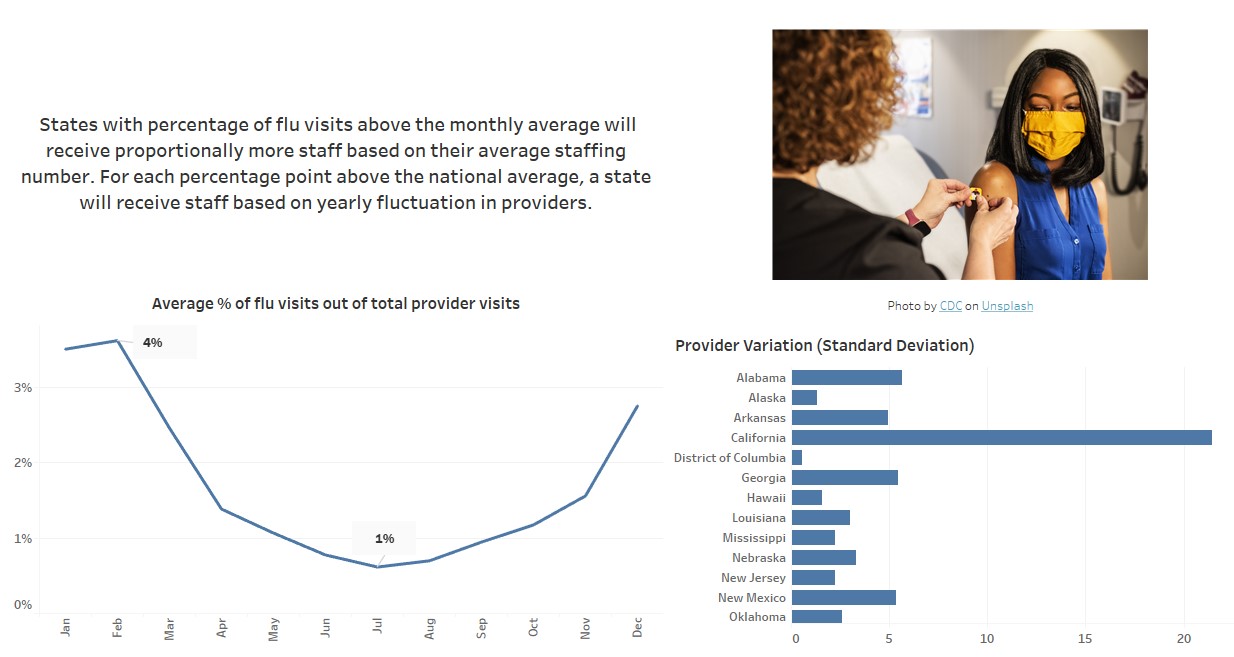 States with percentage of flu visits above the monthly average will
receive proportionally more staff based on their average staffing
number. For each percentage point above the national average, a state
will receive staff based on yearly fluctuation in providers.
Photo by CDC on Unsplash
Average % of flu visits out of total provider visits
4%
3%
2%
1%
1%
0%
Jan
Feb
Mar
Apr
May
Jun
Jul
Aug
Sep
Oct
Nov
Dec
Provider Variation (Standard Deviation)
Alabama
Alaska
Arkansas
California
District of Columbia
Georgia
Hawaii
Louisiana
Mississippi
Nebraska
New Jersey
New Mexico
Oklahoma
0
5
10
15
20